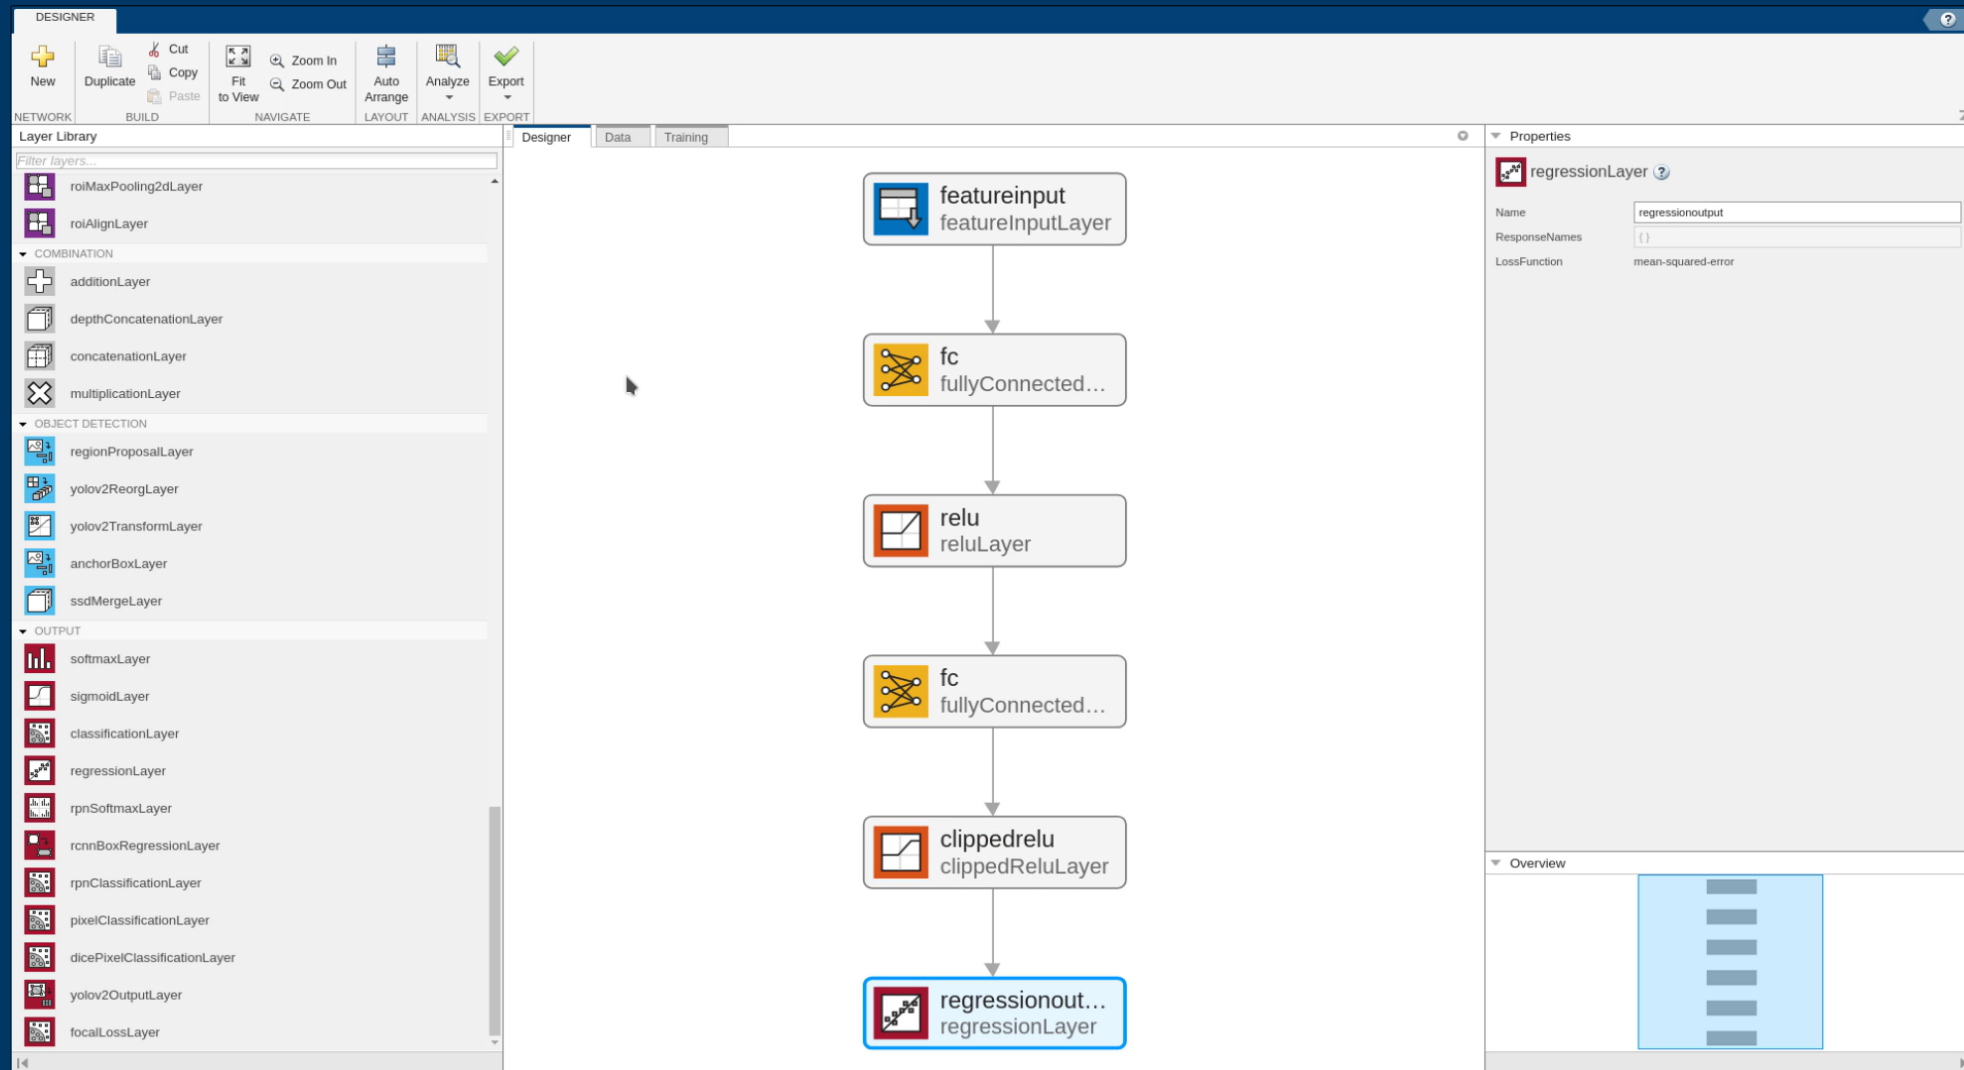 DESIGNER
?
New
Duplicate
Cut
Copy
Paste
Fit
to View
Zoom In
Zoom Out
Auto
Arrange
Analyze
Export
NETWORK
BUILD
NAVIGATE
LAYOUT
ANALYSIS
EXPORT
Layer Library
Filter layers...
roiMaxPooling2dLayer
roiAlignLayer
COMBINATION
additionLayer
depthConcatenationLayer
concatenationLayer
multiplicationLayer
OBJECT DETECTION
regionProposalLayer
yolov2ReorgLayer
yolov2TransformLayer
anchorBoxLayer
ssdMergeLayer
OUTPUT
softmaxLayer
sigmoidLayer
classificationLayer
regressionLayer
rpnSoftmaxLayer
rcnnBoxRegressionLayer
rpnClassificationLayer
pixelClassificationLayer
dicePixelClassificationLayer
yolov2OutputLayer
focalLossLayer
Designer
Data
Training
featureinput
featureInputLayer
fc
fullyConnected...
relu
reluLayer
fc
fullyConnected...
clippedrelu
clippedReluLayer
regressionout...
regressionLayer
Properties
regressionLayer ?
Name regressionoutput
ResponseNames { }
LossFunction mean-squared-error
Overview